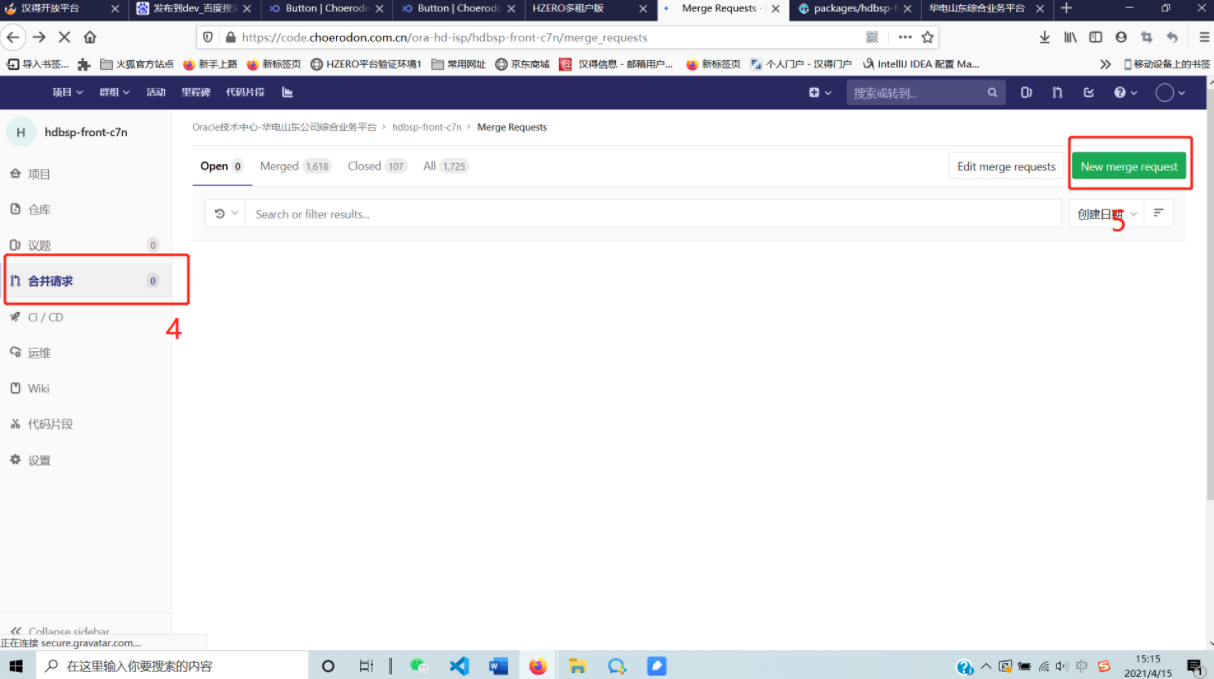 汉得开放平台
发布到dev_百度搜
Button | Choerodo
Button | Choerodo
HZERO多租户版
Merge Requests ·
packages/hdbsp-f
华电山东综合业务平台
https://code.choerodon.com.cn/ora-hd-isp/hdbsp-front-c7n/merge_requests
导入书签...
火狐官方站点
新手上路
新标签页
HZERO平台验证环境1
常用网址
京东商城
汉得信息 - 邮箱用户...
新标签页
个人门户 - 汉得门户
IntelliJ IDEA 配置 Ma...
移动设备上的书签
项目
群组
活动
里程碑
代码片段
搜索或转到...
H
hdbsp-front-c7n
Oracle技术中心-华电山东公司综合业务平台 › hdbsp-front-c7n › Merge Requests
项目
Open 0
Merged 1,618
Closed 107
All 1,725
Edit merge requests
New merge request
仓库
Search or filter results...
创建日期
5
议题 0
合并请求 0
4
CI / CD
运维
Wiki
代码片段
设置
Collapse sidebar
正在连接 secure.gravatar.com...
在这里输入你要搜索的内容
中
15:15
2021/4/15
1